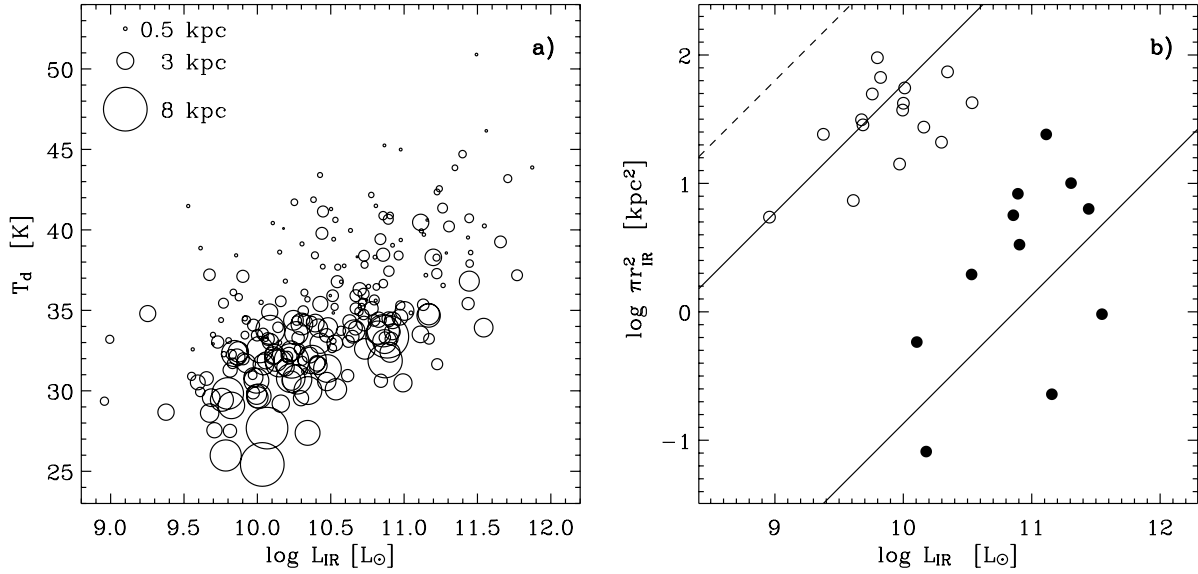 0.5 kpc
3 kpc
8 kpc
a)
50
45
40
35
30
25
T_d [K]
9.0 9.5 10.0 10.5 11.0 11.5 12.0
log L_IR [L⊙]
b)
2
1
0
−1
log πr²_IR [kpc²]
9 10 11 12
log L_IR [L⊙]